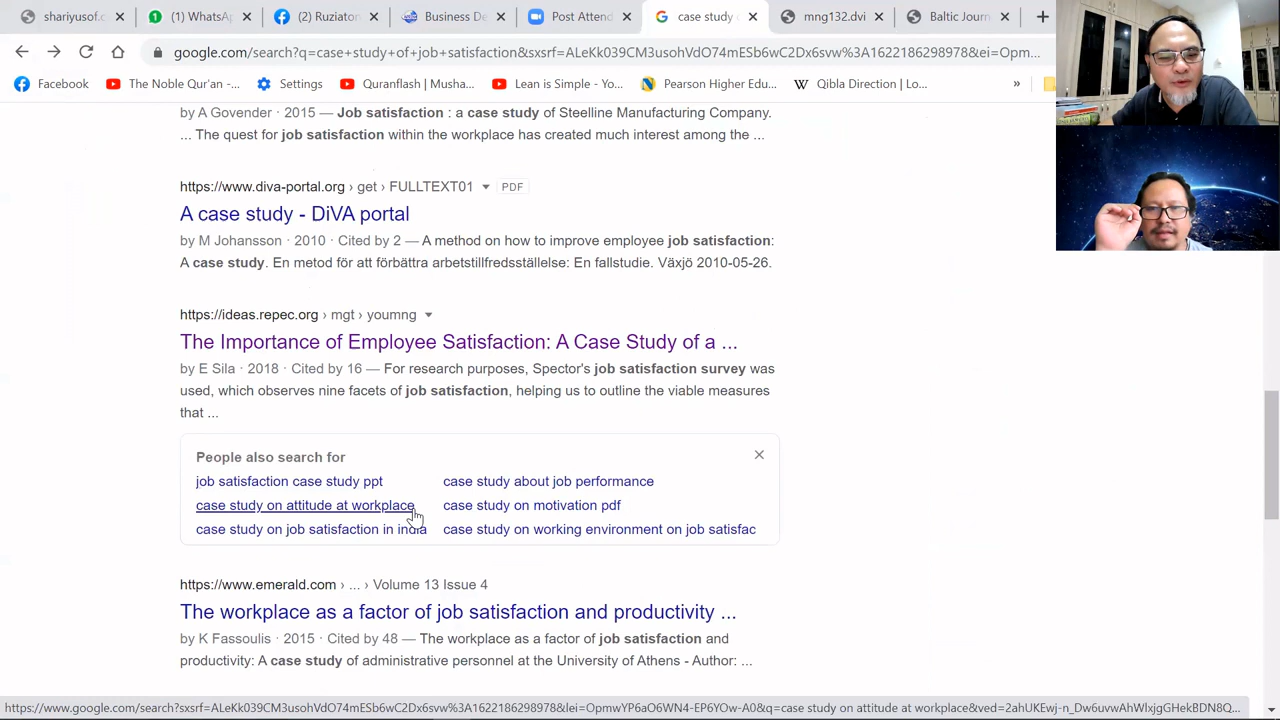 shariyusof.c
(1) Whats/
(2) Ruziaton
Business De
Post Attend
case study o
mng132.dvi
Baltic Journ
google.com/search?q=case+study+of+job+satisfaction&sxsrf=ALeKk039CM3usohVdO74mESb6wC2Dx6svw%3A1622186298978&ei=Opm...
Facebook
The Noble Qur'an -...
Settings
Quranflash | Musha...
Lean is Simple - Yo...
Pearson Higher Edu...
Qibla Direction | Lo...
»
by A Govender · 2015 — Job satisfaction : a case study of Steelline Manufacturing Company.
... The quest for job satisfaction within the workplace has created much interest among the ...
https://www.diva-portal.org › get › FULLTEXT01 PDF
A case study - DiVA portal
by M Johansson · 2010 · Cited by 2 — A method on how to improve employee job satisfaction:
A case study. En metod för att förbättra arbetstillfredsställelse: En fallstudie. Växjö 2010-05-26.
https://ideas.repec.org › mgt › youmng
The Importance of Employee Satisfaction: A Case Study of a ...
by E Sila · 2018 · Cited by 16 — For research purposes, Spector's job satisfaction survey was
used, which observes nine facets of job satisfaction, helping us to outline the viable measures
that ...
People also search for
job satisfaction case study ppt
case study about job performance
case study on attitude at workplace
case study on motivation pdf
case study on job satisfaction in india
case study on working environment on job satisfac
https://www.emerald.com › ... › Volume 13 Issue 4
The workplace as a factor of job satisfaction and productivity ...
by K Fassoulis · 2015 · Cited by 48 — The workplace as a factor of job satisfaction and
productivity: A case study of administrative personnel at the University of Athens - Author: ...
https://www.google.com/search?sxsrf=ALeKk039CM3usohVdO74mESb6wC2Dx6svw%3A1622186298978&ei=OpmwYP6aO6WN4-EP6YOw-A0&q=case study on attitude at workplace&ved=2ahUKEwj-n_Dw6uvwAhWlxjgGHekBDN8Q...